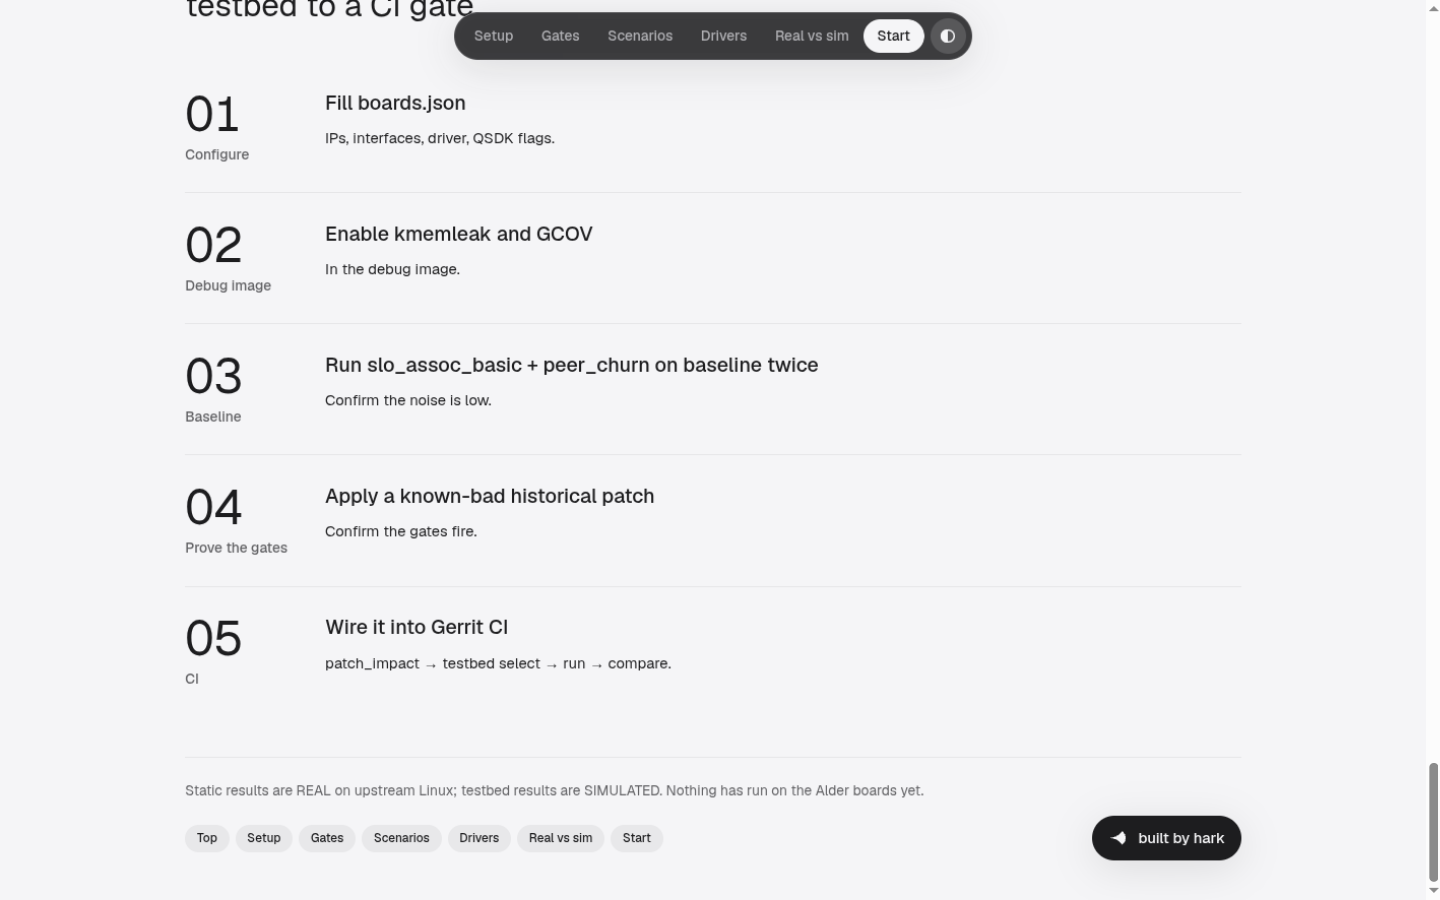 testbed to a CI gate
Setup
Gates
Scenarios
Drivers
Real vs sim
Start
01
Configure
Fill boards.json
IPs, interfaces, driver, QSDK flags.
02
Debug image
Enable kmemleak and GCOV
In the debug image.
03
Baseline
Run slo_assoc_basic + peer_churn on baseline twice
Confirm the noise is low.
04
Prove the gates
Apply a known-bad historical patch
Confirm the gates fire.
05
CI
Wire it into Gerrit CI
patch_impact → testbed select → run → compare.
Static results are REAL on upstream Linux; testbed results are SIMULATED. Nothing has run on the Alder boards yet.
Top
Setup
Gates
Scenarios
Drivers
Real vs sim
Start
built by hark